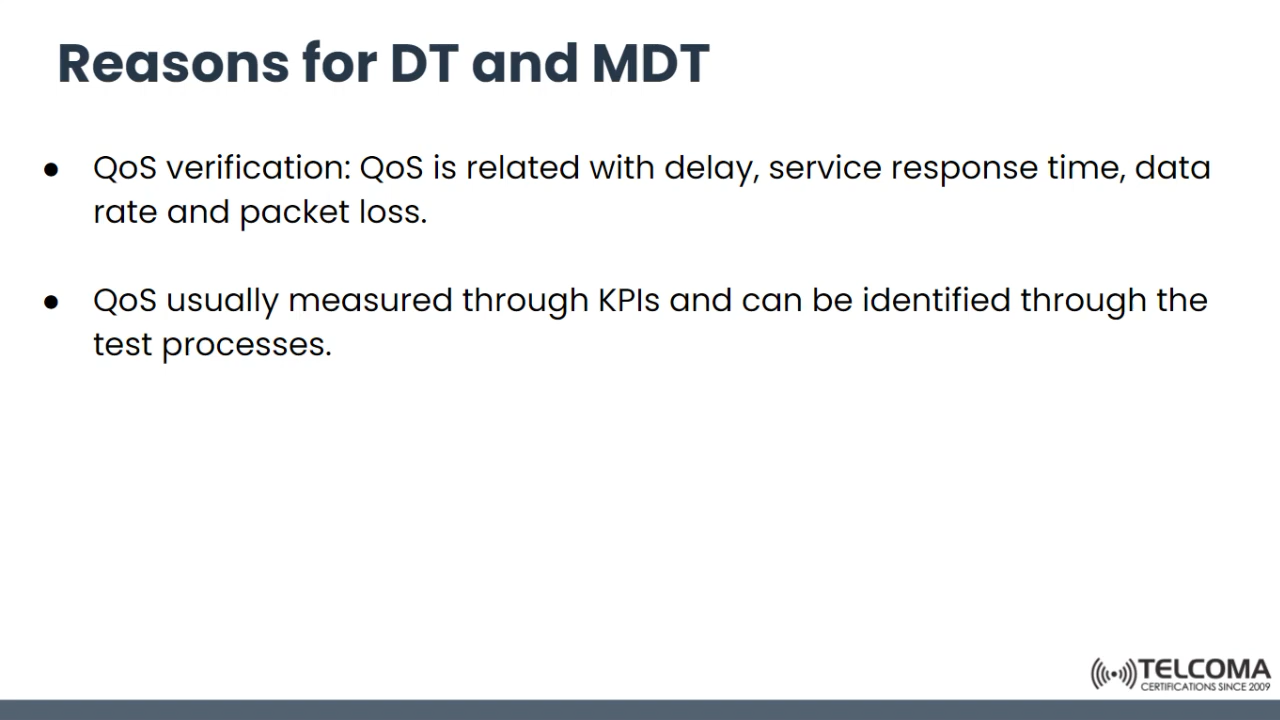 Reasons for DT and MDT
● QoS verification: QoS is related with delay, service response time, data
rate and packet loss.
● QoS usually measured through KPIs and can be identified through the
test processes.
TELCOMA
CERTIFICATIONS SINCE 2009